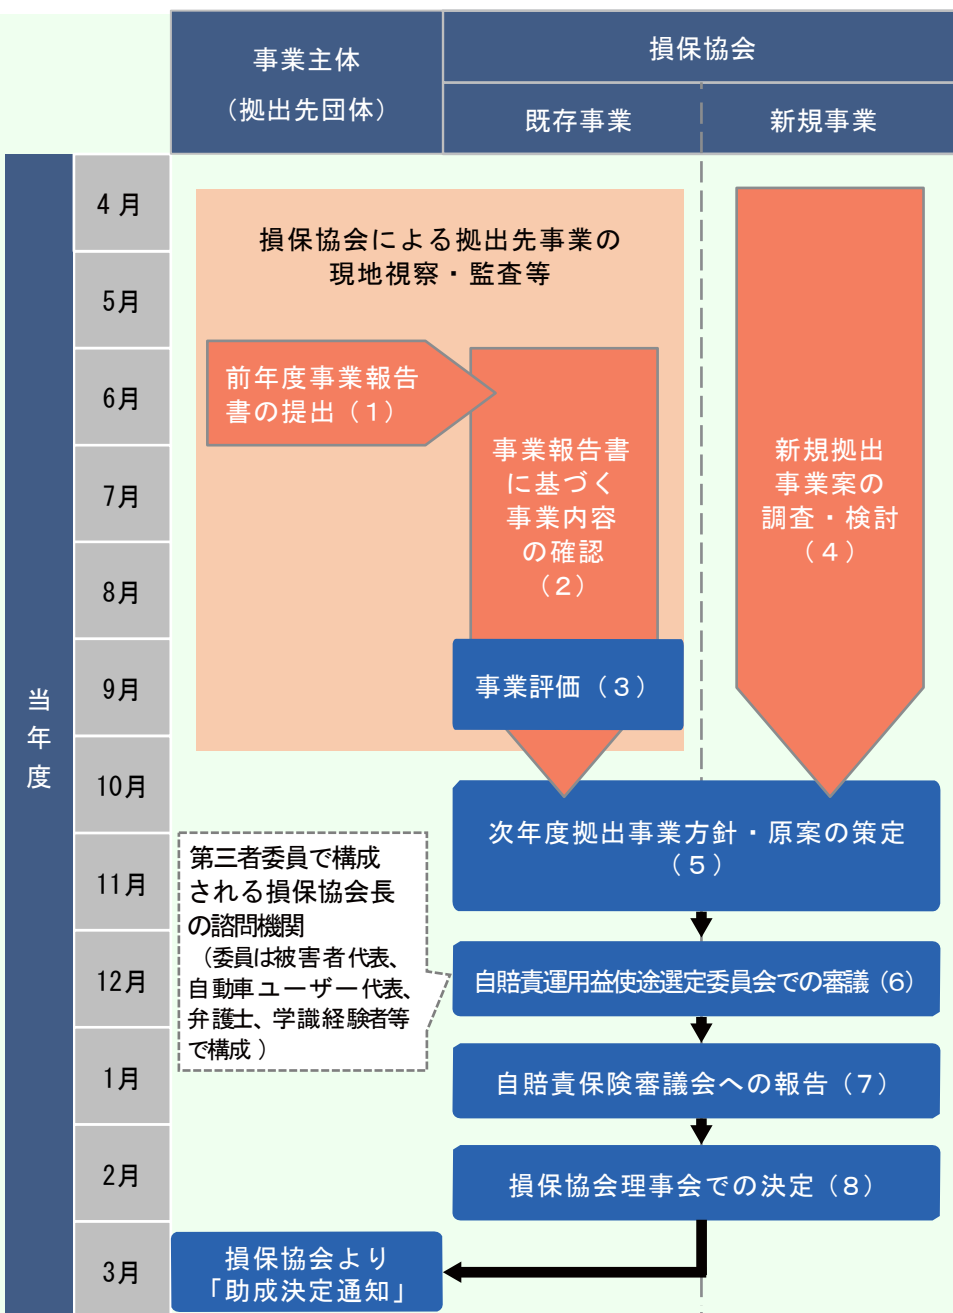 事業主体
（拠出先団体）
損保協会
既存事業
新規事業
当年度
4月
5月
6月
7月
8月
9月
10月
11月
12月
1月
2月
3月
損保協会による拠出先事業の
現地視察・監査等
前年度事業報告
書の提出（1）
事業報告書
に基づく
事業内容
の確認
（2）
事業評価（3）
新規拠出
事業案の
調査・検討
（4）
次年度拠出事業方針・原案の策定
（5）
第三者委員で構成
される損保協会長
の諮問機関
（委員は被害者代表、
自動車ユーザー代表、
弁護士、学識経験者等
で構成）
自賠責運用益使途選定委員会での審議（6）
自賠責保険審議会への報告（7）
損保協会理事会での決定（8）
損保協会より
「助成決定通知」